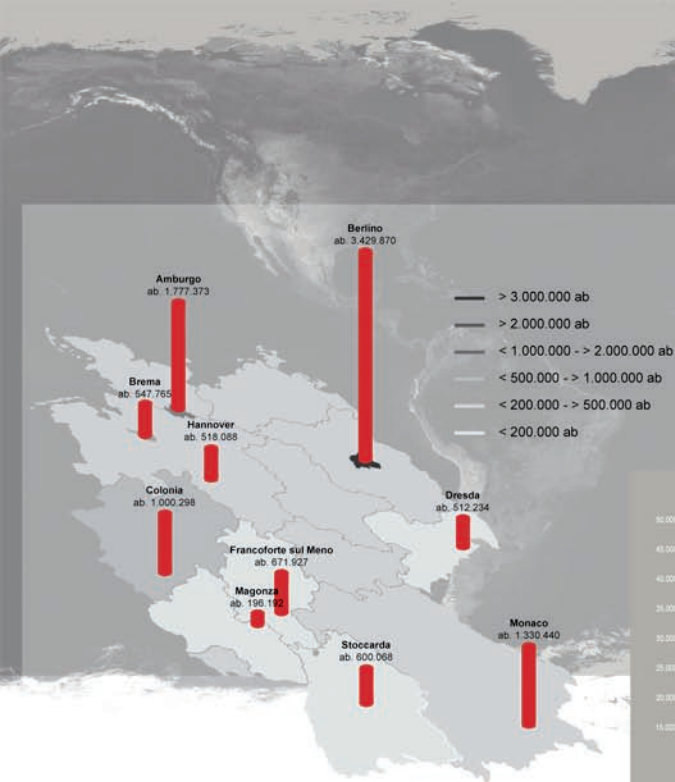 Berlino
ab. 3.429.870
Amburgo
ab. 1.777.373
> 3.000.000 ab
> 2.000.000 ab
< 1.000.000 - > 2.000.000 ab
< 500.000 - > 1.000.000 ab
< 200.000 - > 500.000 ab
< 200.000 ab
Brema
ab. 547.765
Hannover
ab. 518.088
Colonia
ab. 1.000.298
Dresda
ab. 512.234
Francoforte sul Meno
ab. 671.927
Magonza
ab. 196.192
Monaco
ab. 1.330.440
Stoccarda
ab. 600.068